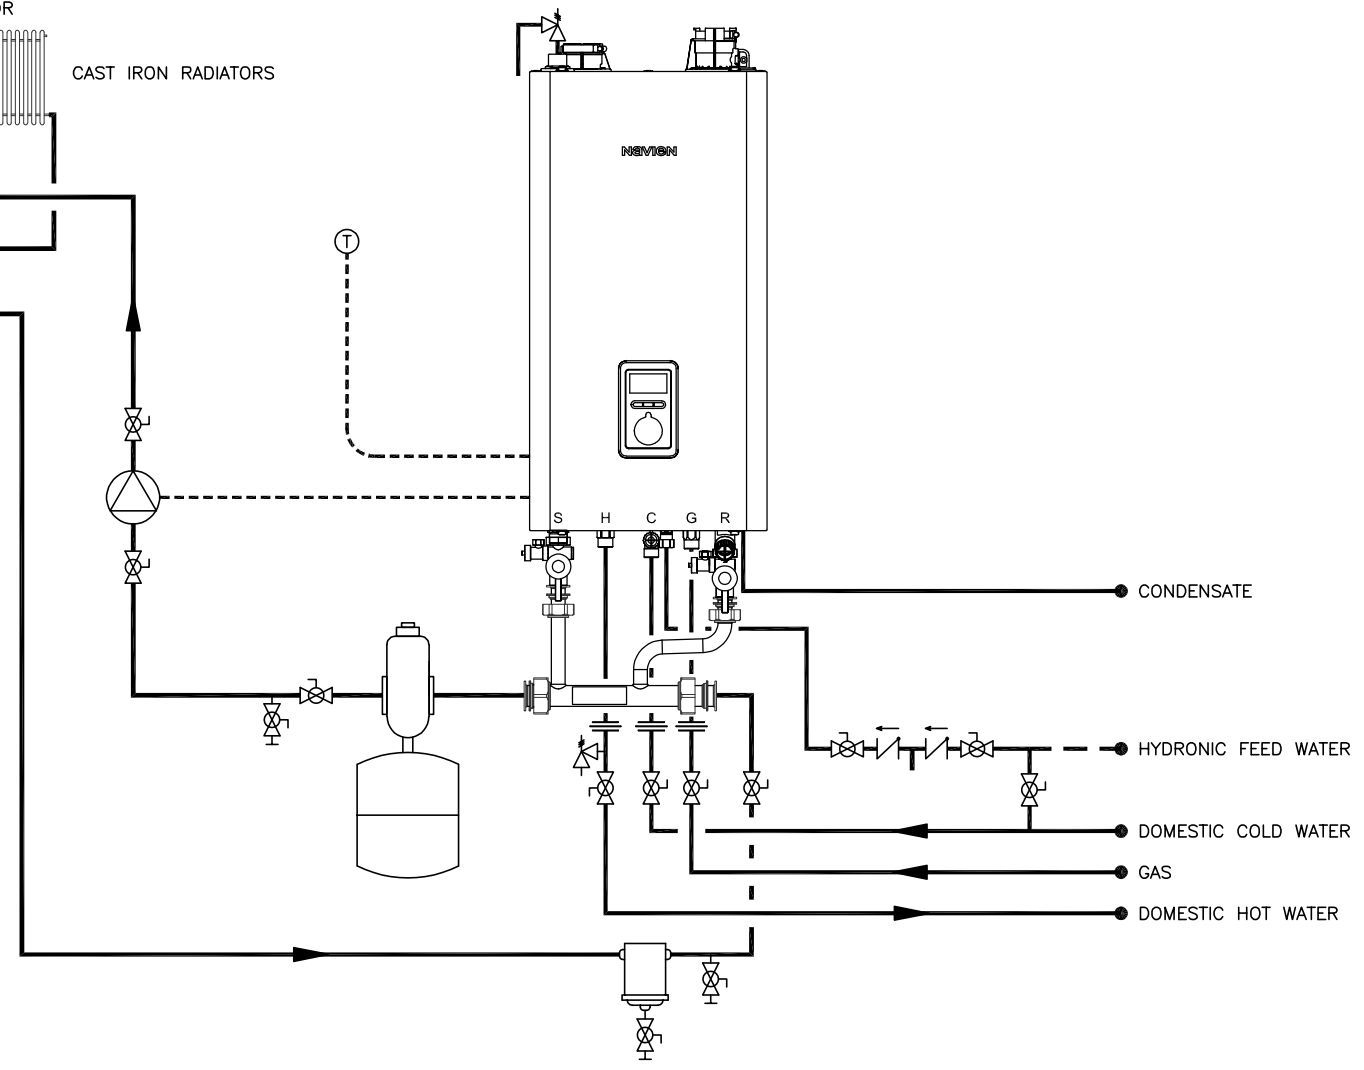 OR
CAST IRON RADIATORS
NAVIEN
T
S H C G R
CONDENSATE
HYDRONIC FEED WATER
DOMESTIC COLD WATER
GAS
DOMESTIC HOT WATER